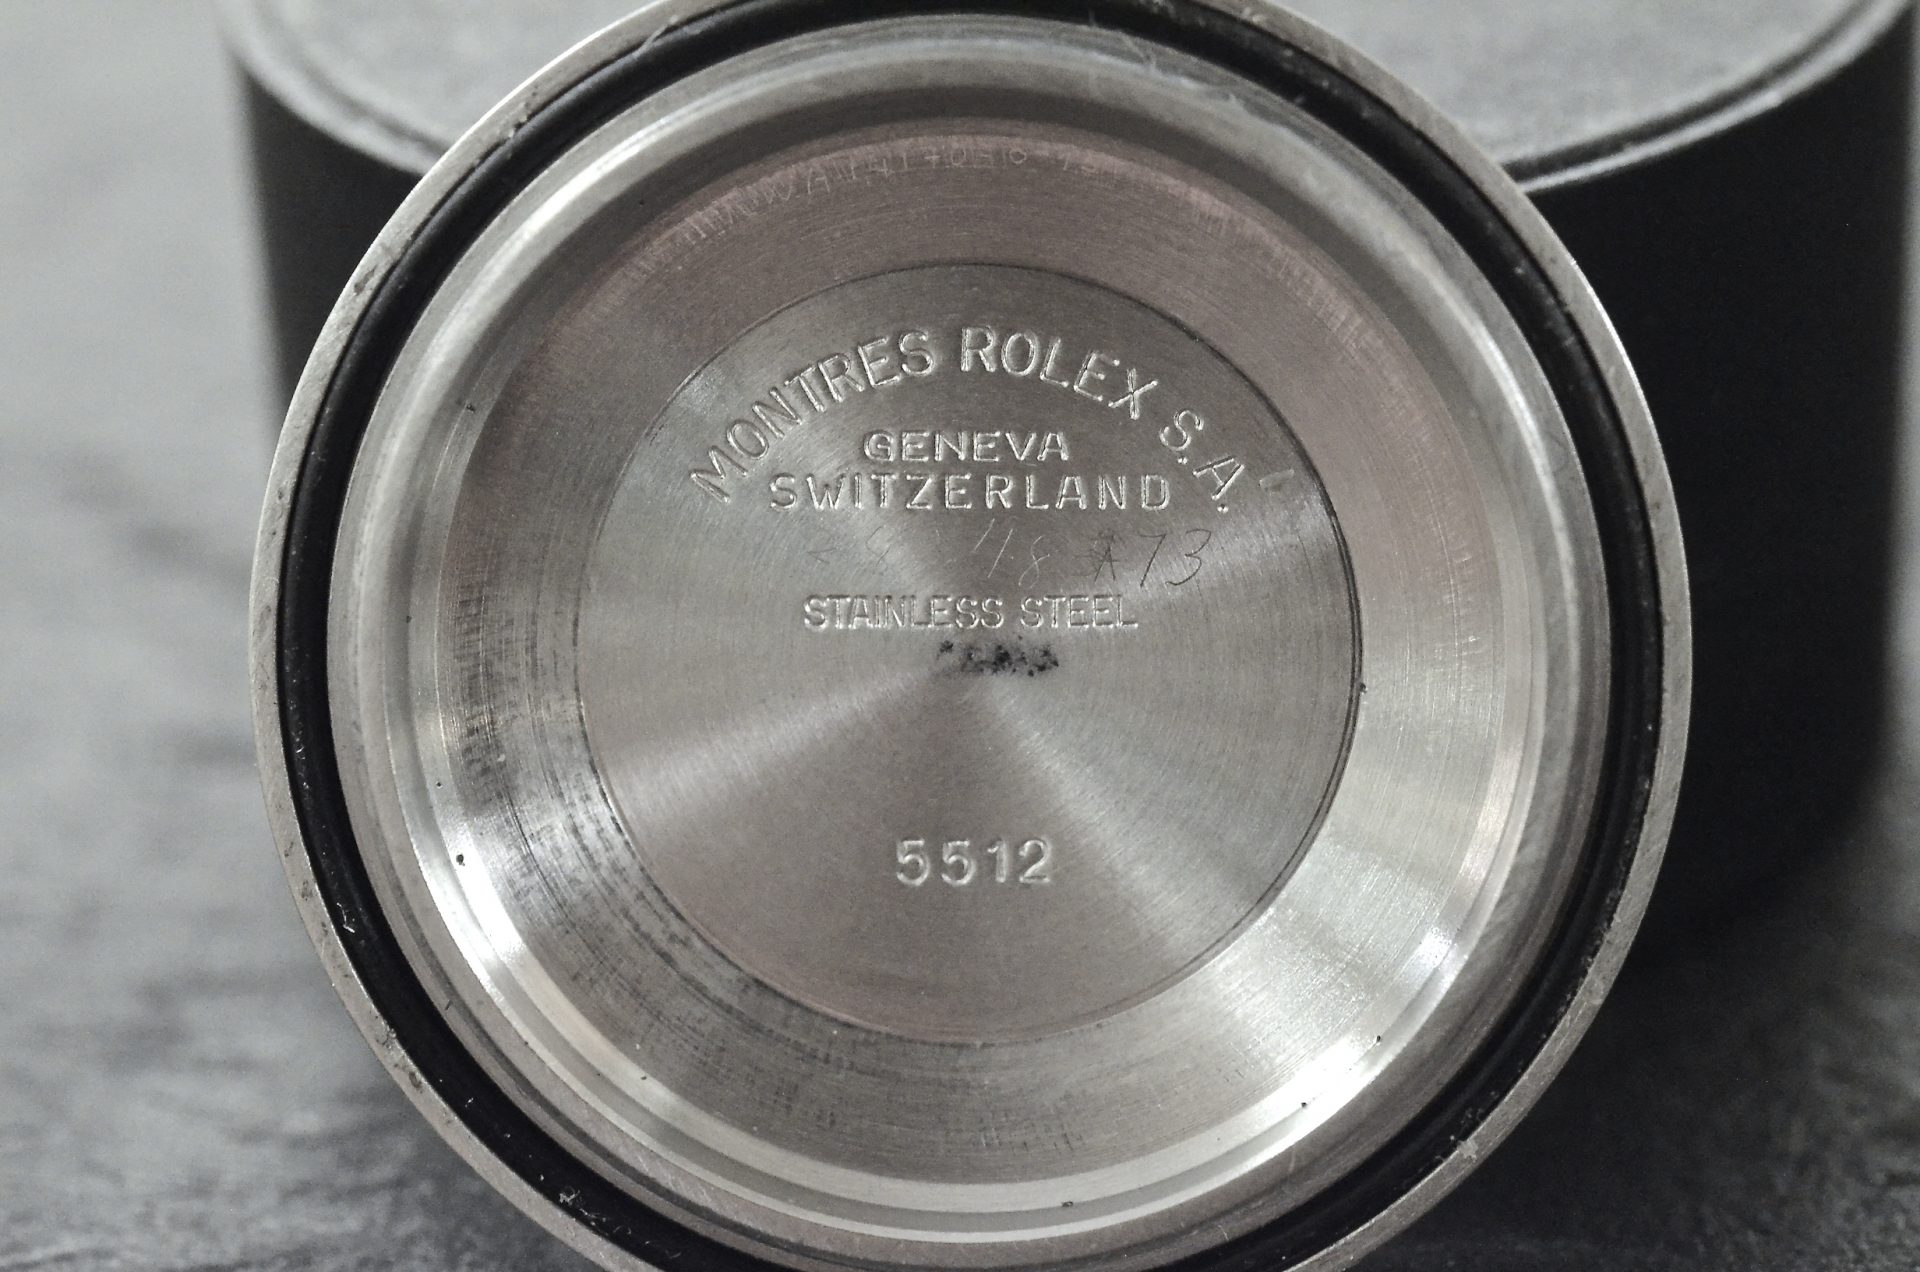 MONTRES ROLEX S.A.
GENEVA
SWITZERLAND
STAINLESS STEEL
5512